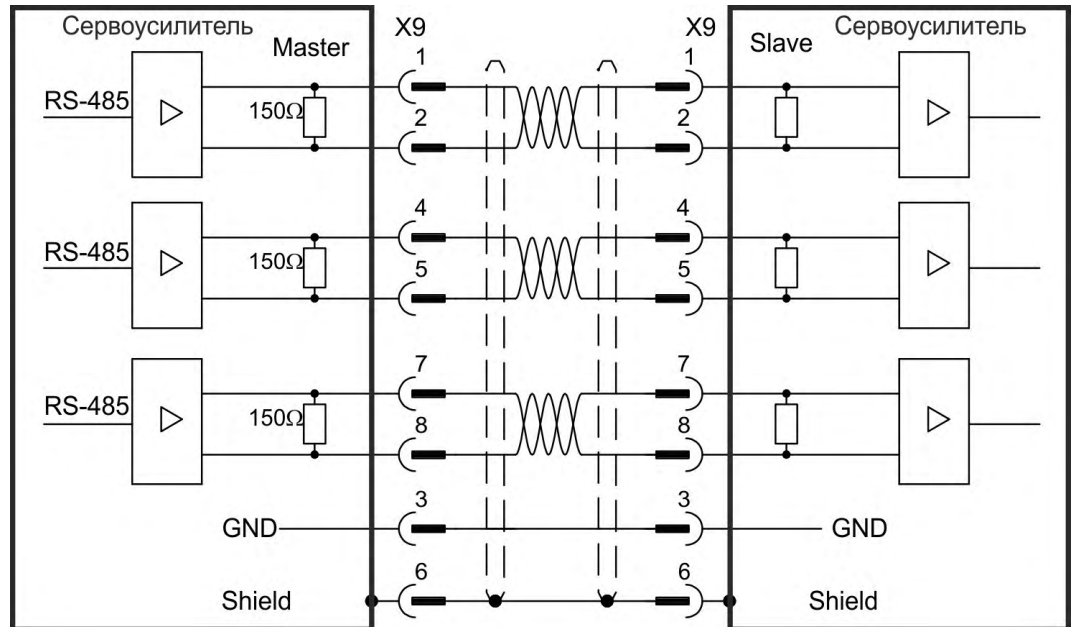 Сервоусилитель
Master
X9
X9
Slave
Сервоусилитель
1
1
RS-485
150Ω
2
2
4
4
RS-485
150Ω
5
5
7
7
RS-485
150Ω
8
8
3
3
GND
GND
6
6
Shield
Shield